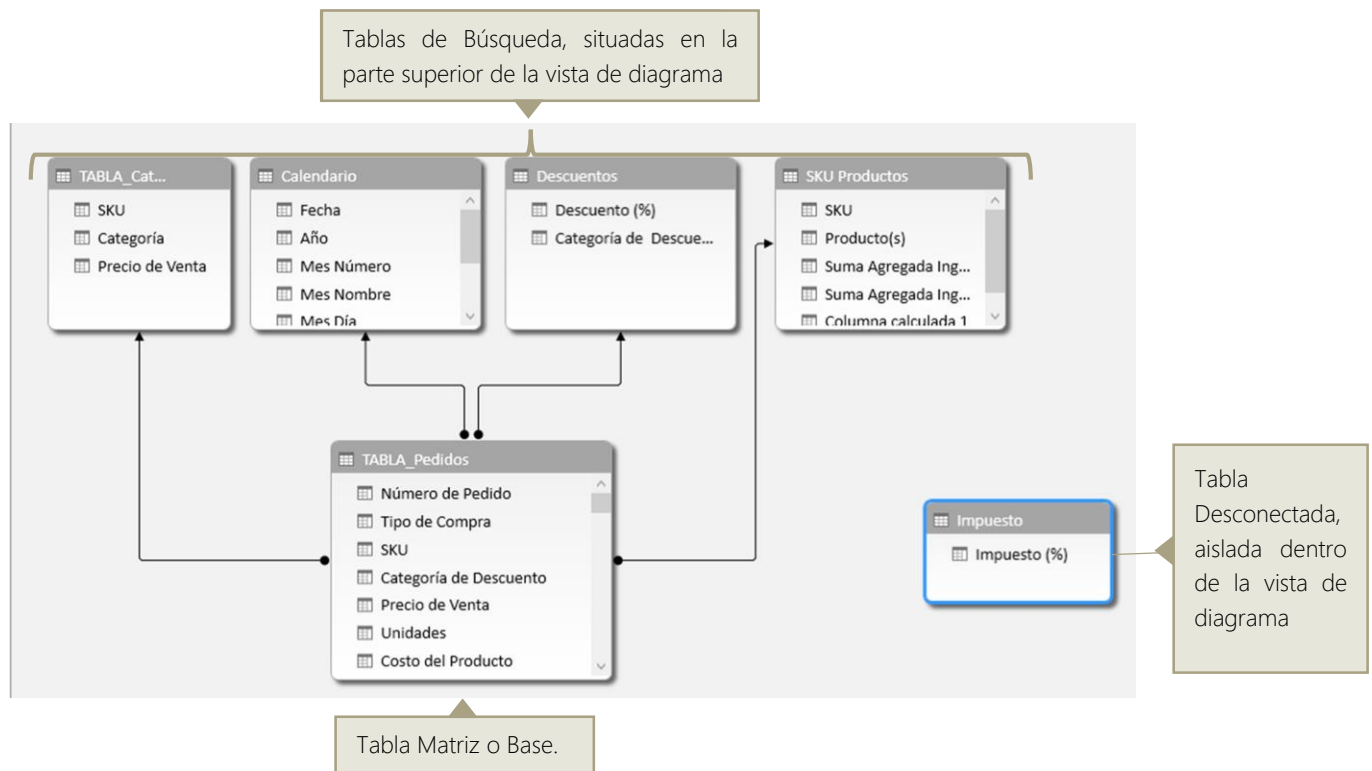 Tablas de Búsqueda, situadas en la
parte superior de la vista de diagrama
TABLA_Cat...
SKU
Categoría
Precio de Venta
Calendario
Fecha
Año
Mes Número
Mes Nombre
Mes Día
Descuentos
Descuento (%)
Categoría de Descue...
SKU Productos
SKU
Producto(s)
Suma Agregada Ing...
Suma Agregada Ing...
Columna calculada 1
TABLA_Pedidos
Número de Pedido
Tipo de Compra
SKU
Categoría de Descuento
Precio de Venta
Unidades
Costo del Producto
Impuesto
Impuesto (%)
Tabla
Desconectada,
aislada dentro
de la vista de
diagrama
Tabla Matriz o Base.